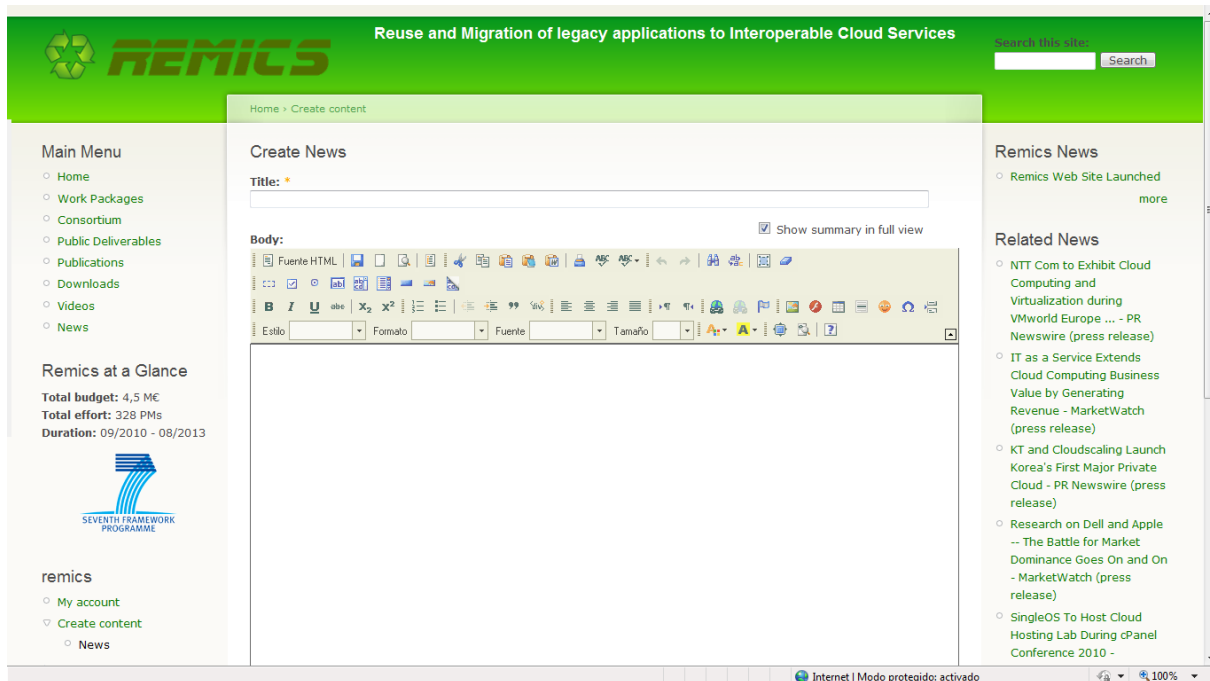 REMICS
Reuse and Migration of legacy applications to Interoperable Cloud Services
Search this site:
Search
Home › Create content
Main Menu
Home
Work Packages
Consortium
Public Deliverables
Publications
Downloads
Videos
News
Remics at a Glance
Total budget: 4,5 M€
Total effort: 328 PMs
Duration: 09/2010 - 08/2013
7
SEVENTH FRAMEWORK
PROGRAMME
remics
My account
Create content
News
Create News
Title: *
Show summary in full view
Body:
Fuente HTML
B I U abc X₂ X²
Estilo Formato Fuente Tamaño
Remics News
Remics Web Site Launched
more
Related News
NTT Com to Exhibit Cloud
Computing and
Virtualization during
VMworld Europe ... - PR
Newswire (press release)
IT as a Service Extends
Cloud Computing Business
Value by Generating
Revenue - MarketWatch
(press release)
KT and Cloudscaling Launch
Korea's First Major Private
Cloud - PR Newswire (press
release)
Research on Dell and Apple
-- The Battle for Market
Dominance Goes On and On
- MarketWatch (press
release)
SingleOS To Host Cloud
Hosting Lab During cPanel
Conference 2010 -
Internet | Modo protegido: activado
100%